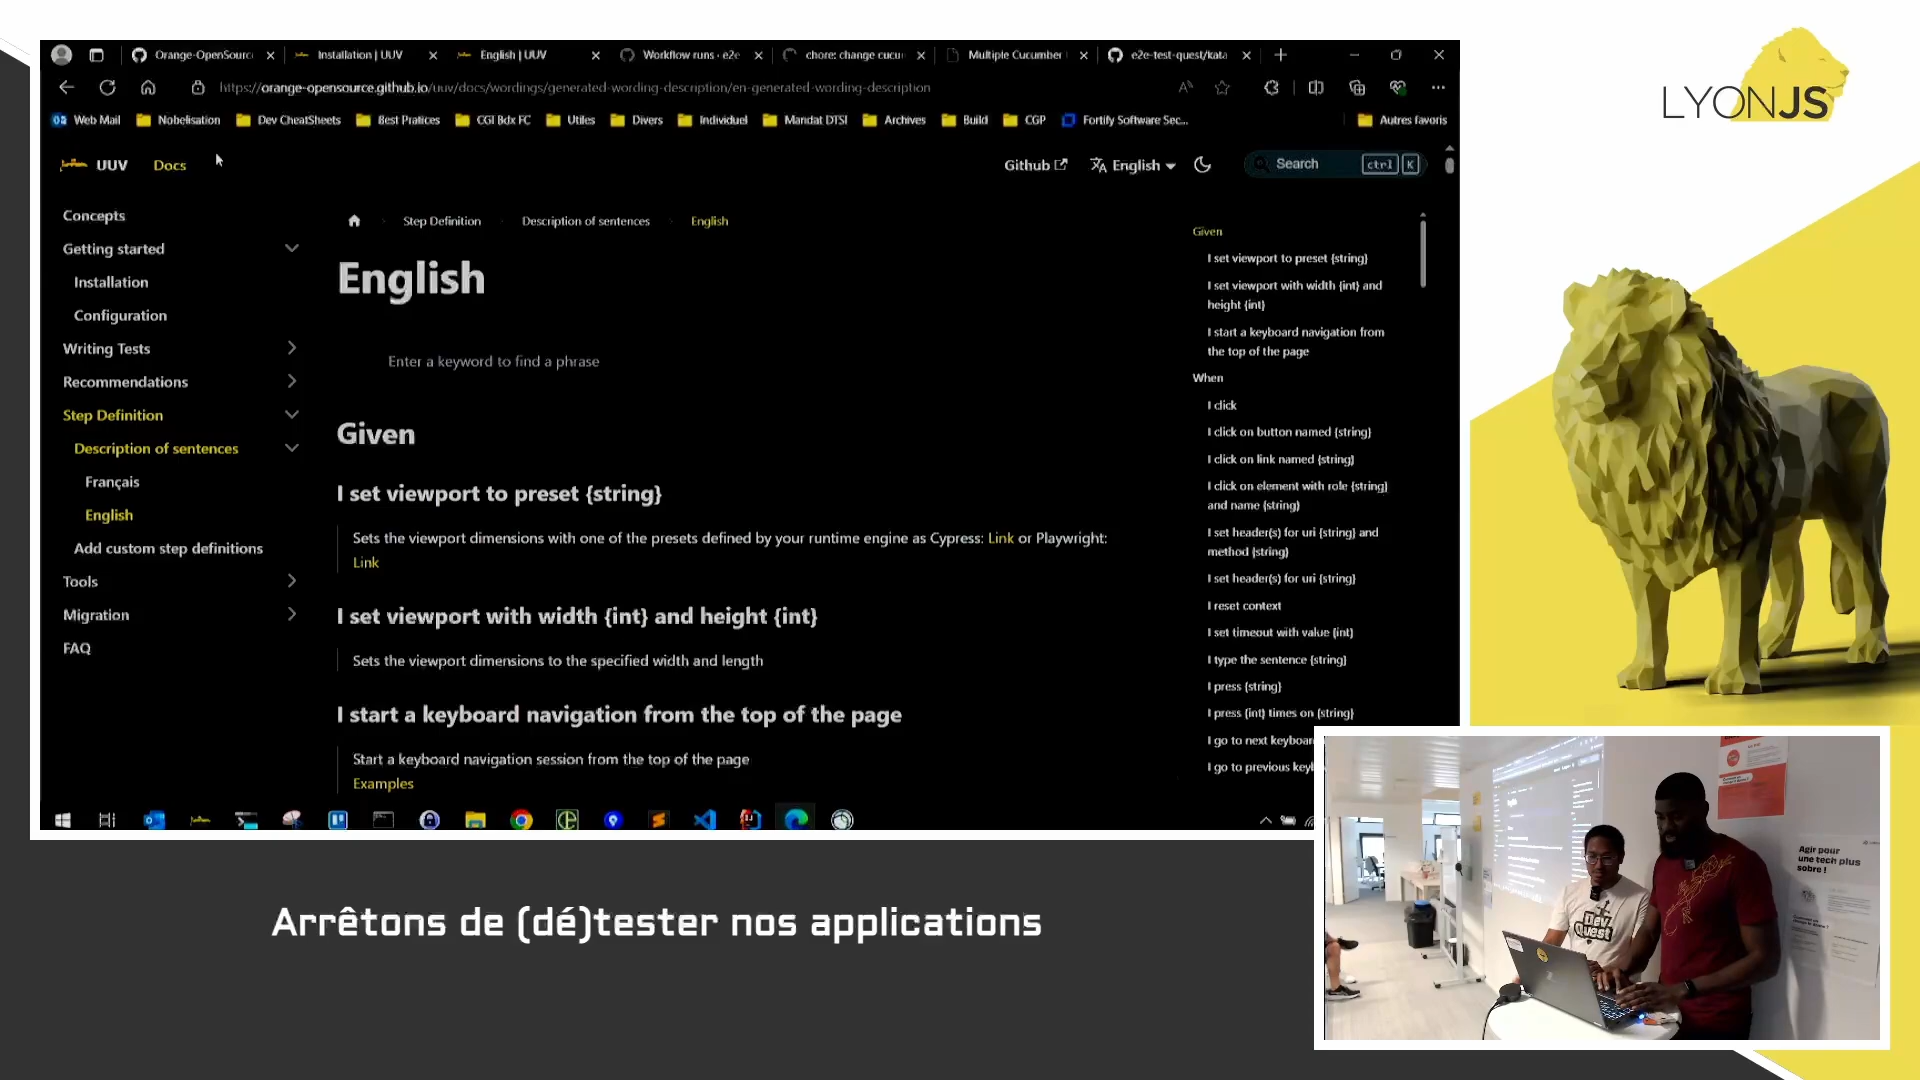 Orange-OpenSourc
Installation | UUV
English | UUV
Workflow runs · e2e
chore: change cucu
Multiple Cucumber
e2e-test-quest/kata
https://orange-opensource.github.io/uuv/docs/wordings/generated-wording-description/en-generated-wording-description
Web Mail
Nobelisation
Dev CheatSheets
Best Pratices
CGI Bdx FC
Utiles
Divers
Individuel
Mandat DTSI
Archives
Build
CGP
Fortify Software Sec...
Autres favoris
UUV
Docs
Github
English
Search
ctrl K
Concepts
Getting started
Installation
Configuration
Writing Tests
Recommendations
Step Definition
Description of sentences
Français
English
Add custom step definitions
Tools
Migration
FAQ
Step Definition
Description of sentences
English
English
Enter a keyword to find a phrase
Given
I set viewport to preset {string}
Sets the viewport dimensions with one of the presets defined by your runtime engine as Cypress: Link or Playwright:
Link
I set viewport with width {int} and height {int}
Sets the viewport dimensions to the specified width and length
I start a keyboard navigation from the top of the page
Start a keyboard navigation session from the top of the page
Examples
Given
I set viewport to preset {string}
I set viewport with width {int} and
height {int}
I start a keyboard navigation from
the top of the page
When
I click
I click on button named {string}
I click on link named {string}
I click on element with role {string}
and name {string}
I set header(s) for uri {string} and
method {string}
I set header(s) for uri {string}
I reset context
I set timeout with value {int}
I type the sentence {string}
I press {string}
I press {int} times on {string}
I go to next keyboar
I go to previous key
LYONJS
Arrêtons de (dé)tester nos applications
Dev
Quest
Agir pour
une tech plus
sobre !